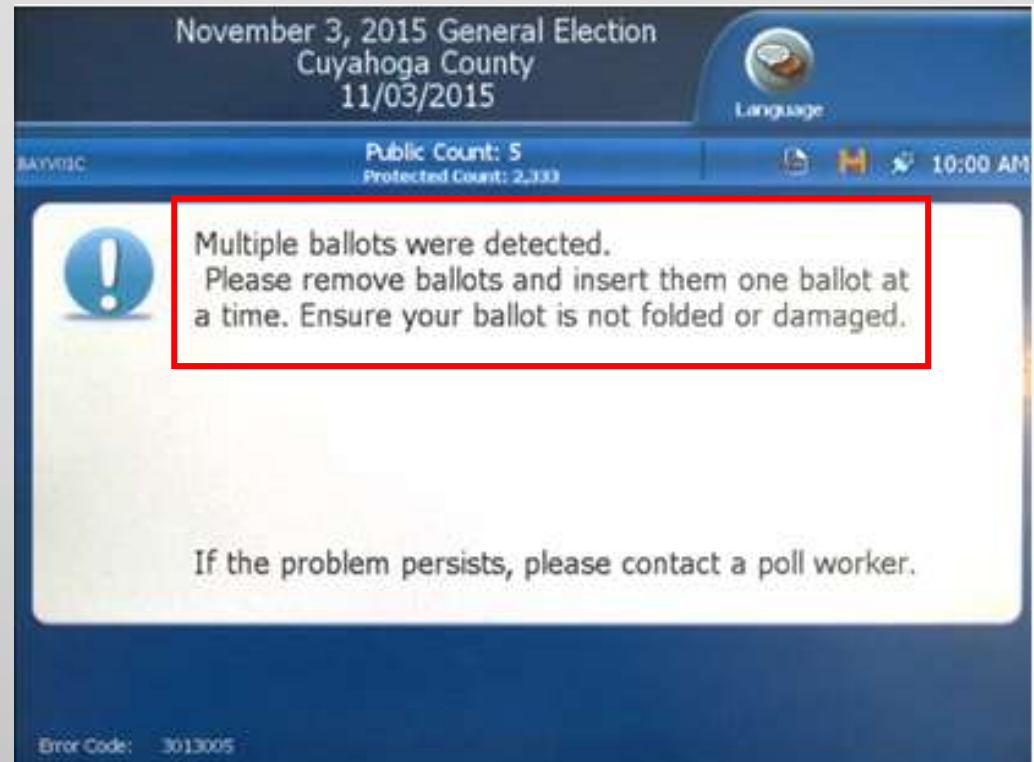 November 3, 2015 General Election
Cuyahoga County
11/03/2015
Language
BAYV01C
Public Count: 5
Protected Count: 2,333
10:00 AM
Multiple ballots were detected.
Please remove ballots and insert them one ballot at
a time. Ensure your ballot is not folded or damaged.
If the problem persists, please contact a poll worker.
Error Code: 3013005